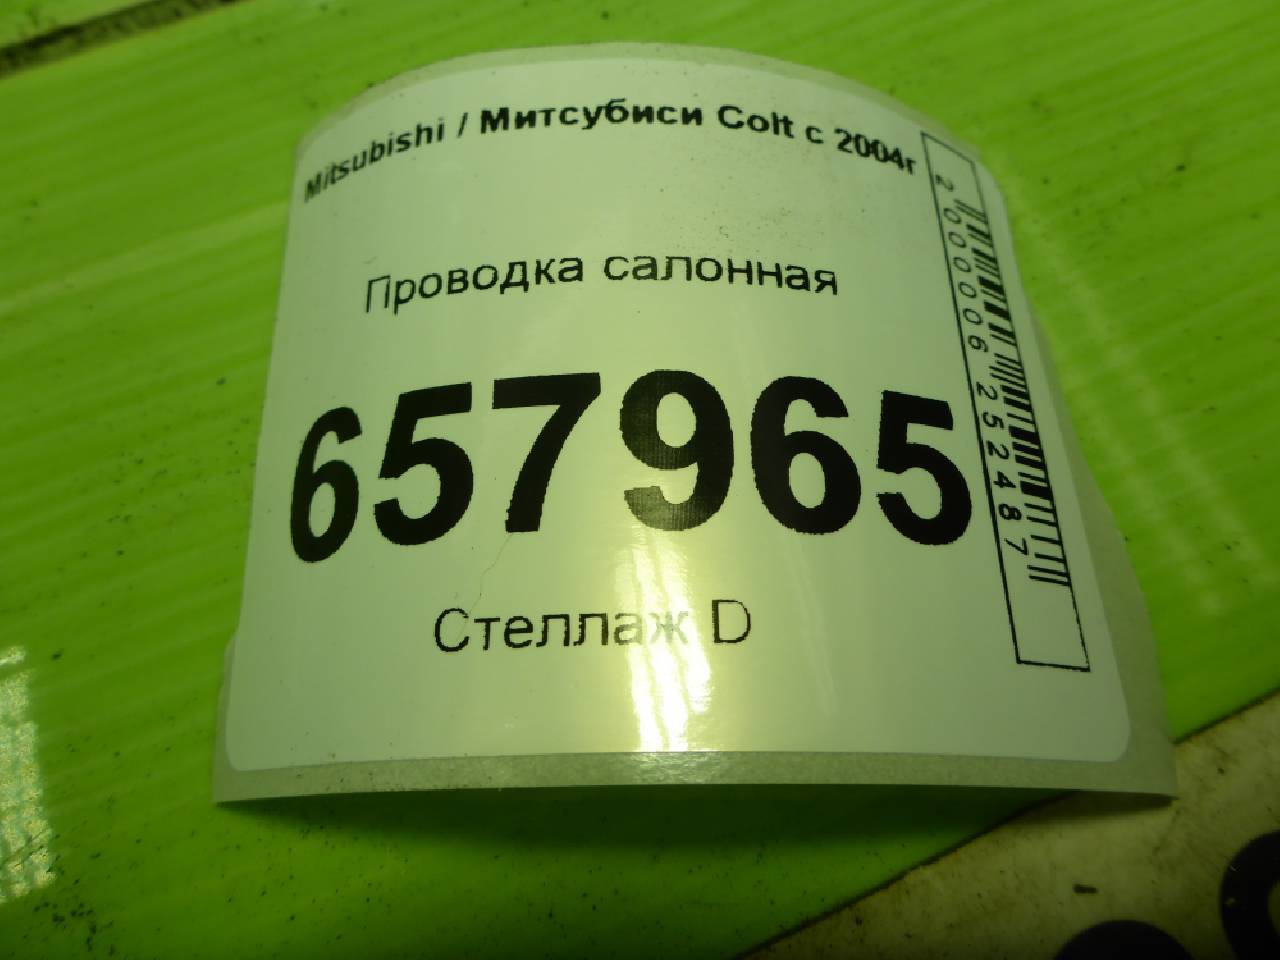 Mitsubishi / Митсубиси Colt с 2004г
Проводка салонная
657965
Стеллаж D
2000006252487